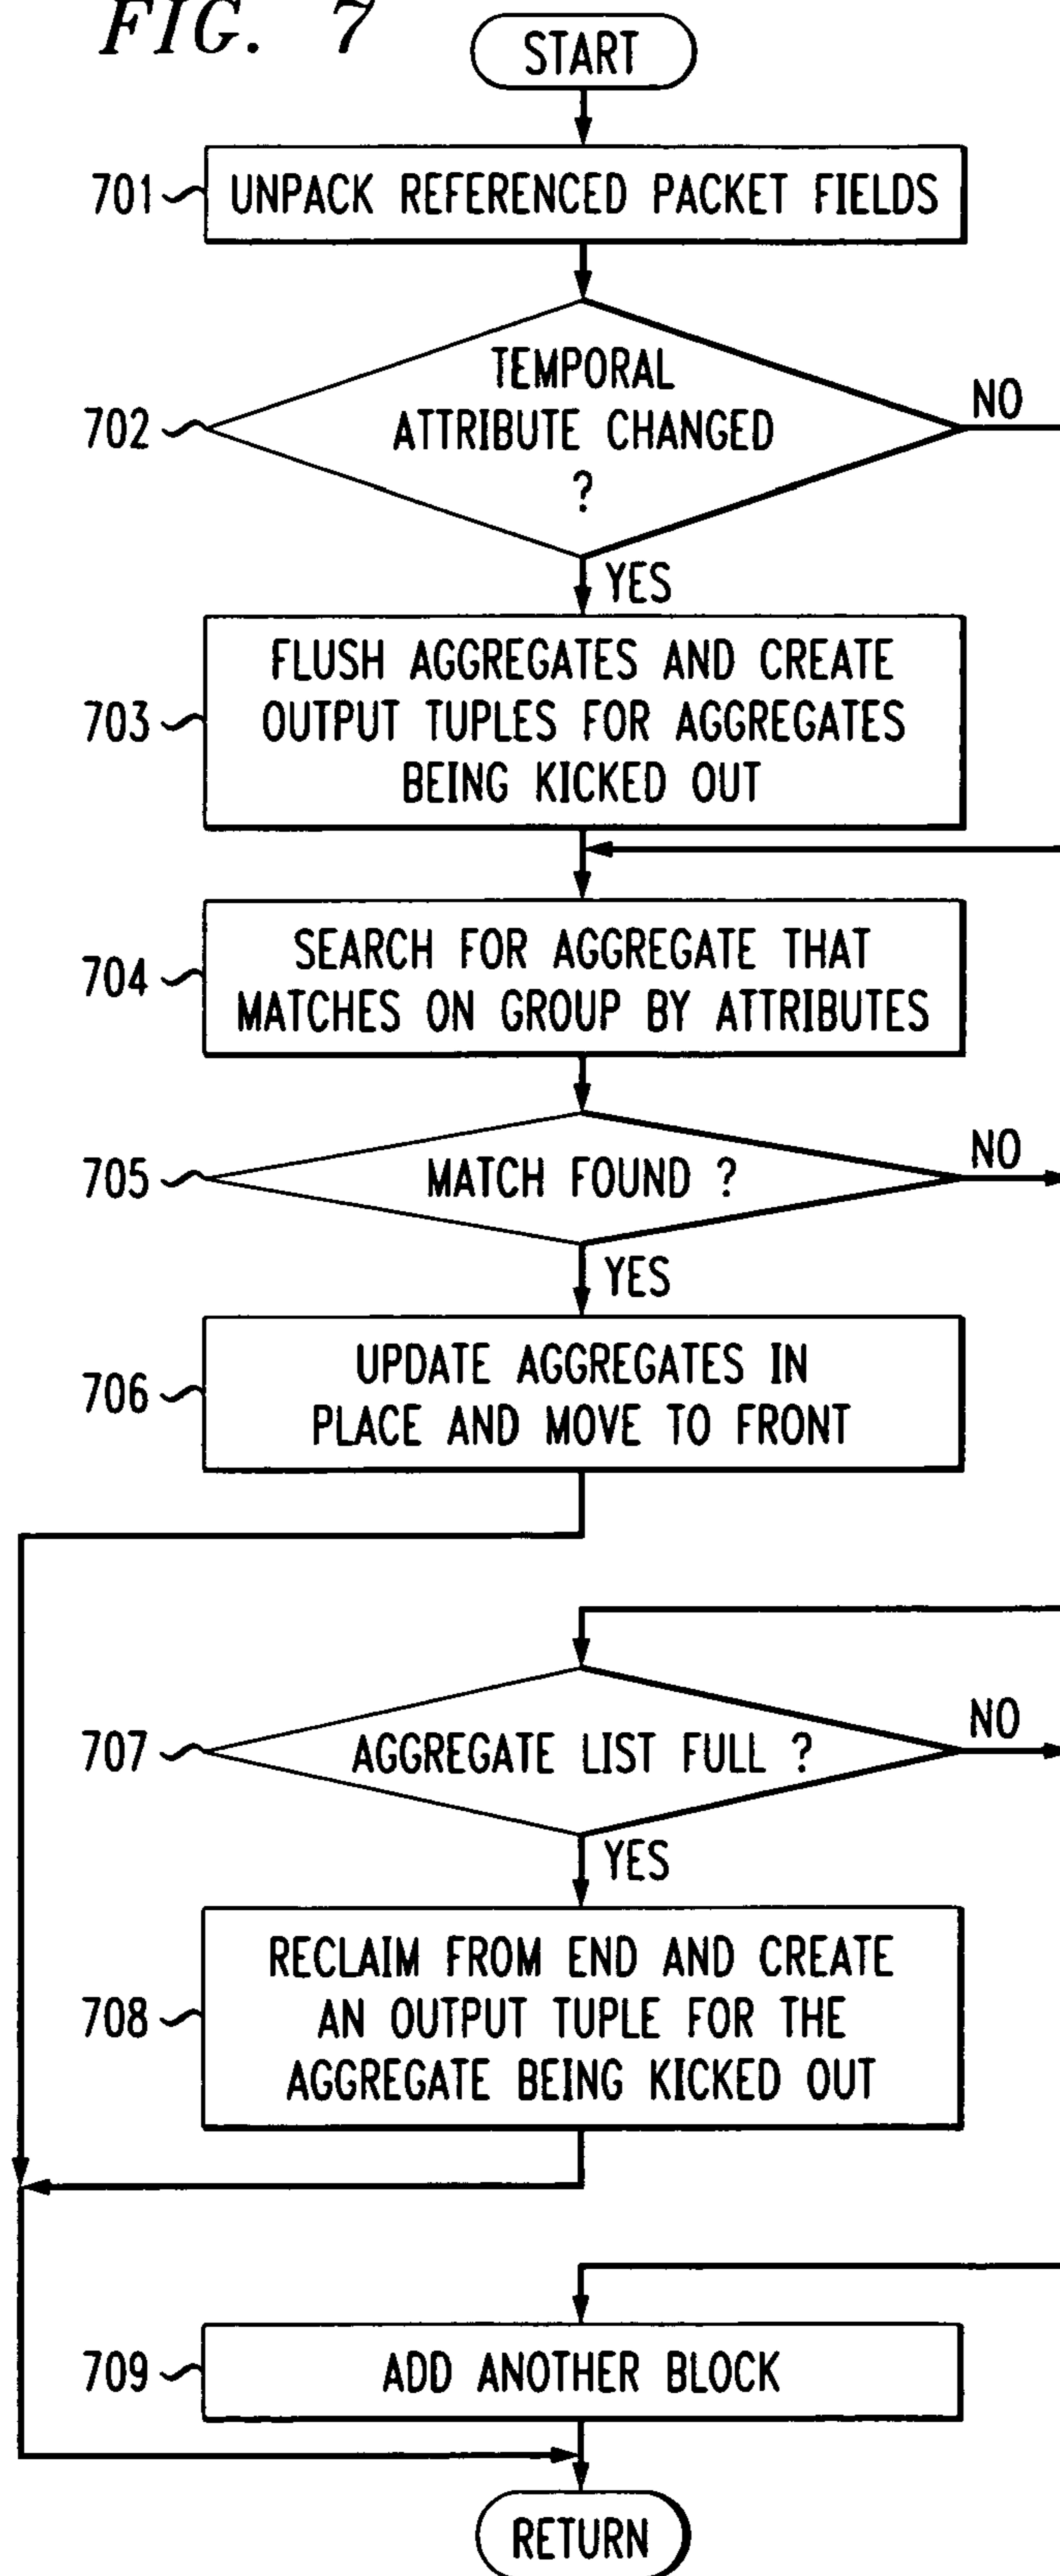 FIG. 7
START
701
UNPACK REFERENCED PACKET FIELDS
702
TEMPORAL
ATTRIBUTE CHANGED
?
NO
YES
703
FLUSH AGGREGATES AND CREATE
OUTPUT TUPLES FOR AGGREGATES
BEING KICKED OUT
704
SEARCH FOR AGGREGATE THAT
MATCHES ON GROUP BY ATTRIBUTES
705
MATCH FOUND ?
NO
YES
706
UPDATE AGGREGATES IN
PLACE AND MOVE TO FRONT
707
AGGREGATE LIST FULL ?
NO
YES
708
RECLAIM FROM END AND CREATE
AN OUTPUT TUPLE FOR THE
AGGREGATE BEING KICKED OUT
709
ADD ANOTHER BLOCK
RETURN